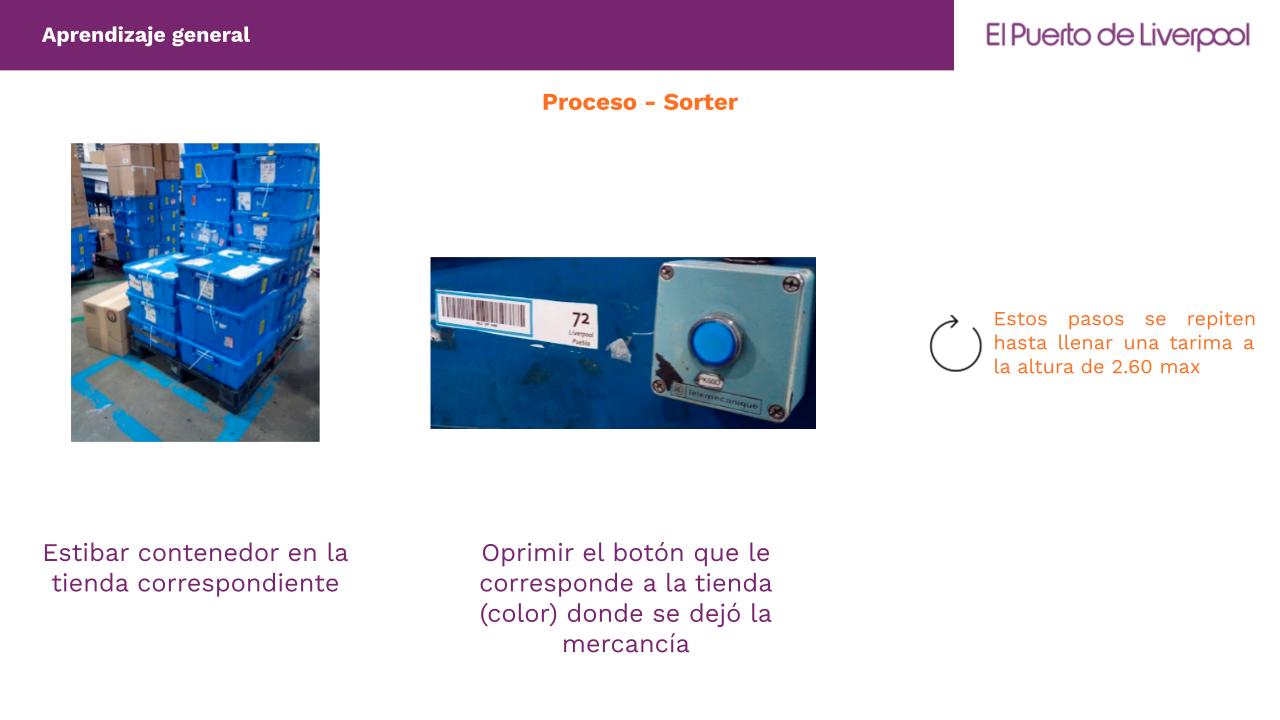 Aprendizaje general
El Puerto de Liverpool
Proceso - Sorter
72
Liverpool
Puebla
telemecanique
Estos pasos se repiten
hasta llenar una tarima a
la altura de 2.60 max
Estibar contenedor en la
tienda correspondiente
Oprimir el botón que le
corresponde a la tienda
(color) donde se dejó la
mercancía